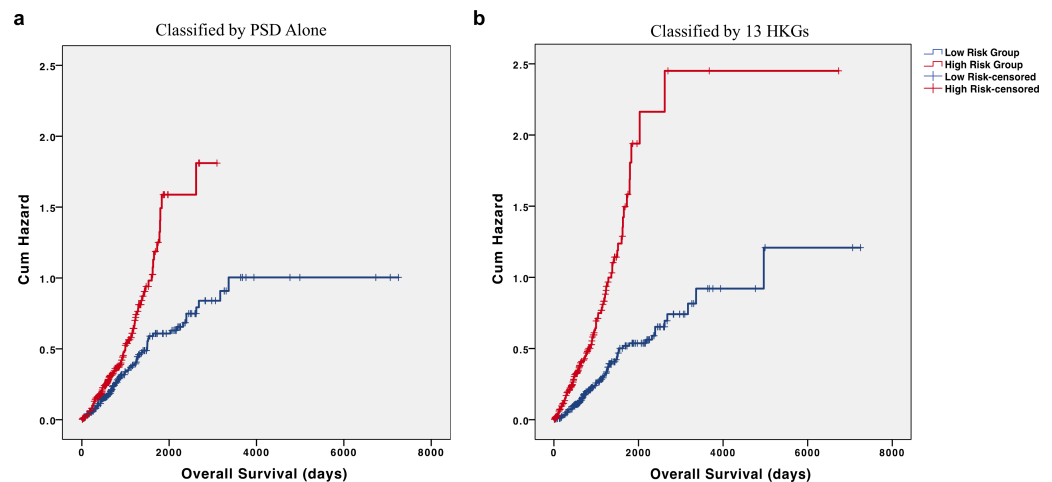 a
Classified by PSD Alone
2.5
2.0
1.5
1.0
0.5
0.0
Cum Hazard
0
2000
4000
6000
8000
Overall Survival (days)
b
Classified by 13 HKGs
2.5
2.0
1.5
1.0
0.5
0.0
Cum Hazard
0
2000
4000
6000
8000
Overall Survival (days)
Low Risk Group
High Risk Group
Low Risk-censored
High Risk-censored